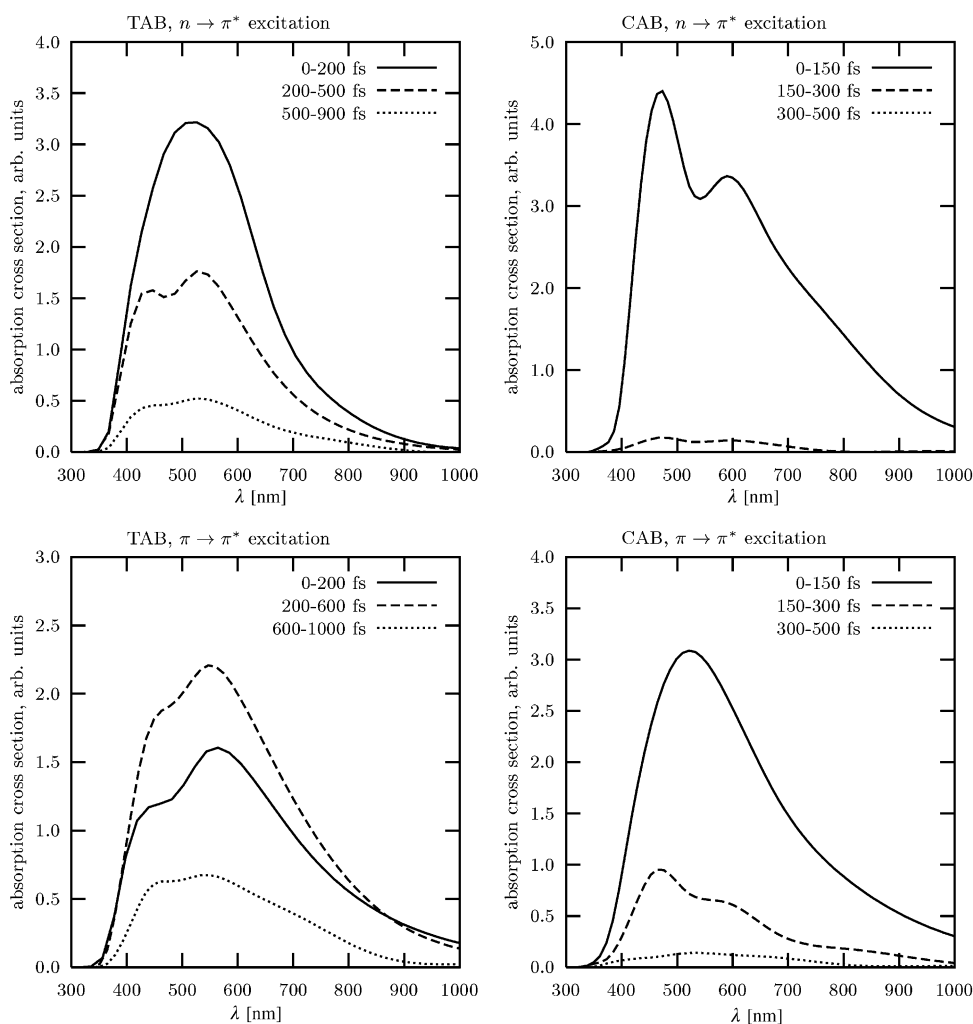 TAB, n → π* excitation
absorption cross section, arb. units
4.0
3.5
3.0
2.5
2.0
1.5
1.0
0.5
0.0
0-200 fs
200-500 fs
500-900 fs
300 400 500 600 700 800 900 1000
λ [nm]
CAB, n → π* excitation
absorption cross section, arb. units
5.0
4.0
3.0
2.0
1.0
0.0
0-150 fs
150-300 fs
300-500 fs
300 400 500 600 700 800 900 1000
λ [nm]
TAB, π → π* excitation
absorption cross section, arb. units
3.0
2.5
2.0
1.5
1.0
0.5
0.0
0-200 fs
200-600 fs
600-1000 fs
300 400 500 600 700 800 900 1000
λ [nm]
CAB, π → π* excitation
absorption cross section, arb. units
4.0
3.5
3.0
2.5
2.0
1.5
1.0
0.5
0.0
0-150 fs
150-300 fs
300-500 fs
300 400 500 600 700 800 900 1000
λ [nm]